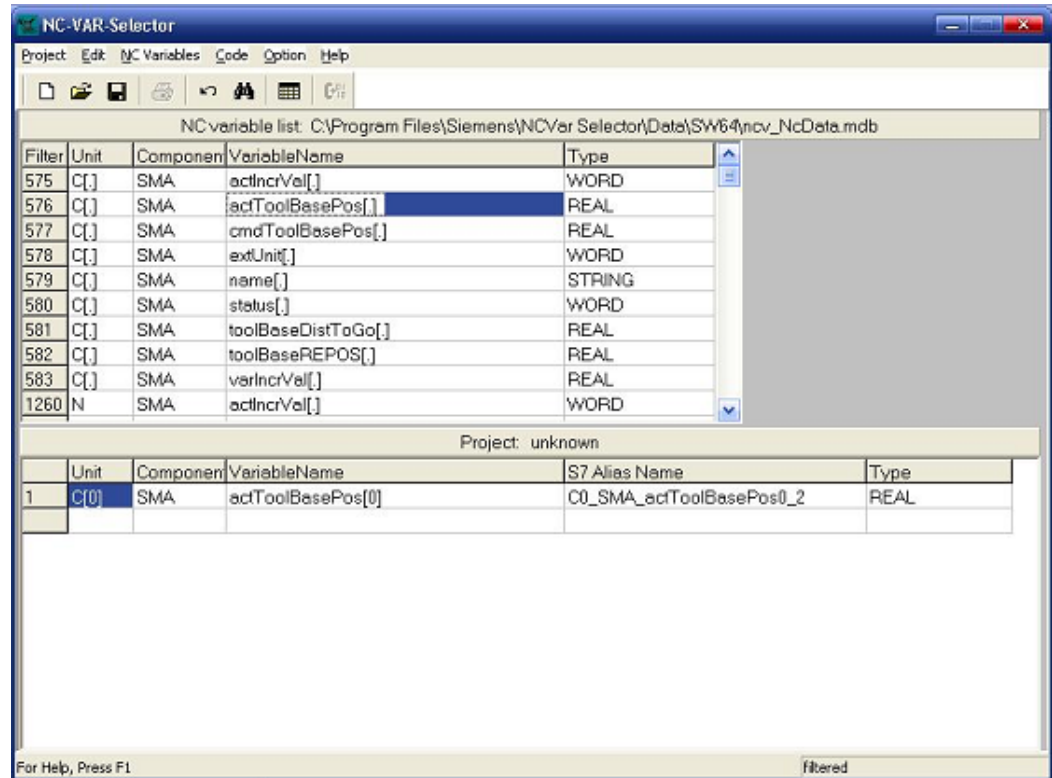 NC-VAR-Selector
Project Edit NC Variables Code Option Help
NC variable list: C:\Program Files\Siemens\NCVar Selector\Data\SW64\ncv_NcData.mdb
Filter Unit Componen VariableName Type
575 C[.] SMA actIncrVal[.] WORD
576 C[.] SMA actToolBasePos[.] REAL
577 C[.] SMA cmdToolBasePos[.] REAL
578 C[.] SMA extUnit[.] WORD
579 C[.] SMA name[.] STRING
580 C[.] SMA status[.] WORD
581 C[.] SMA toolBaseDistToGo[.] REAL
582 C[.] SMA toolBaseREPOS[.] REAL
583 C[.] SMA varIncrVal[.] REAL
1260 N SMA actIncrVal[.] WORD
Project: unknown
Unit Component VariableName S7 Alias Name Type
1 C[0] SMA actToolBasePos[0] C0_SMA_actToolBasePos0_2 REAL
For Help, Press F1 filtered